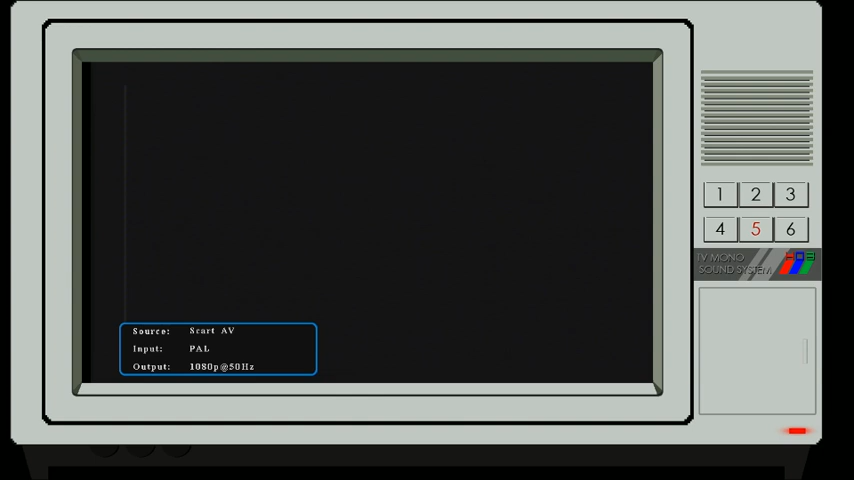 1 2 3
4 5 6
TV MONO
SOUND SYSTEM
Source: Scart AV
Input: PAL
Output: 1080p@50Hz